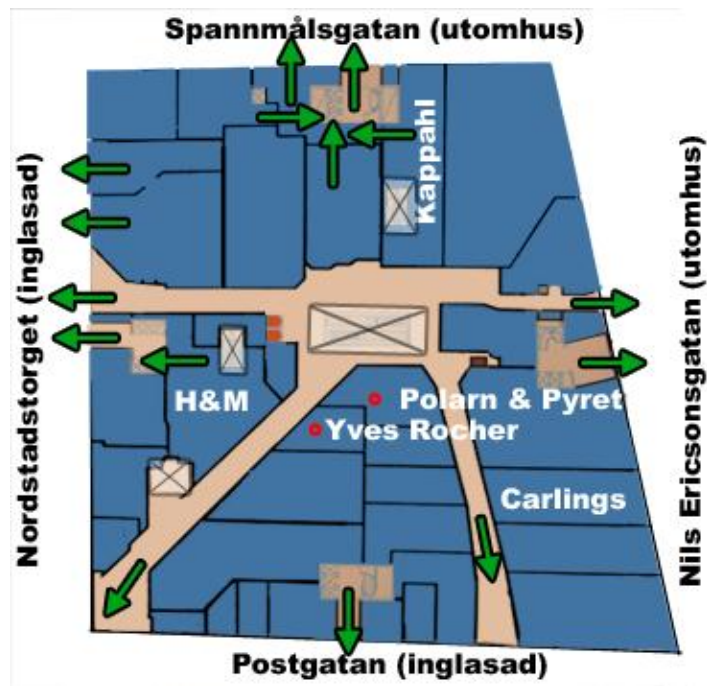 Spannmålsgatan (utomhus)
Kappahl
Nordstadstorget (inglasad)
Nils Ericsonsgatan (utomhus)
H&M
Polarn & Pyret
Yves Rocher
Carlings
Postgatan (inglasad)